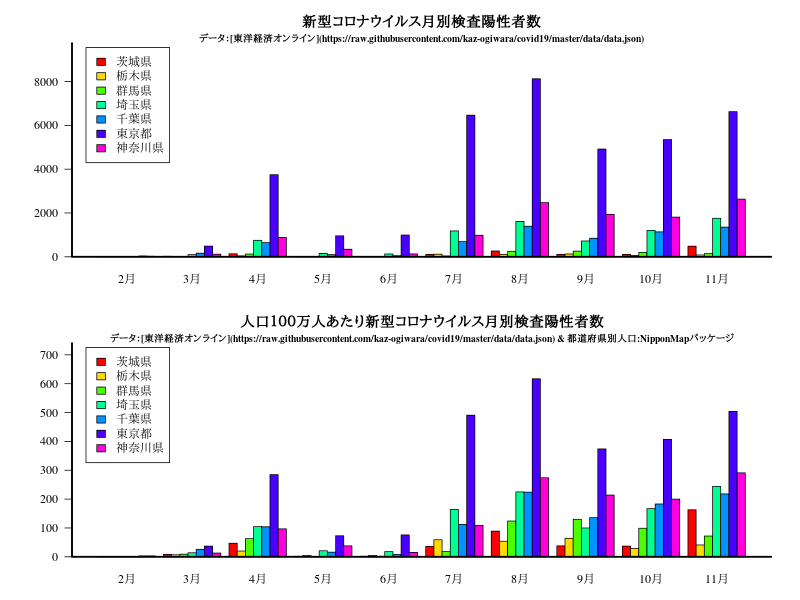 新型コロナウイルス月別検査陽性者数
データ：[東洋経済オンライン](https://raw.githubusercontent.com/kaz-ogiwara/covid19/master/data/data.json)
茨城県
栃木県
群馬県
埼玉県
千葉県
東京都
神奈川県
8000
6000
4000
2000
0
2月 3月 4月 5月 6月 7月 8月 9月 10月 11月
人口100万人あたり新型コロナウイルス月別検査陽性者数
データ：[東洋経済オンライン](https://raw.githubusercontent.com/kaz-ogiwara/covid19/master/data/data.json) & 都道府県別人口:NipponMapパッケージ
茨城県
栃木県
群馬県
埼玉県
千葉県
東京都
神奈川県
700
600
500
400
300
200
100
0
2月 3月 4月 5月 6月 7月 8月 9月 10月 11月